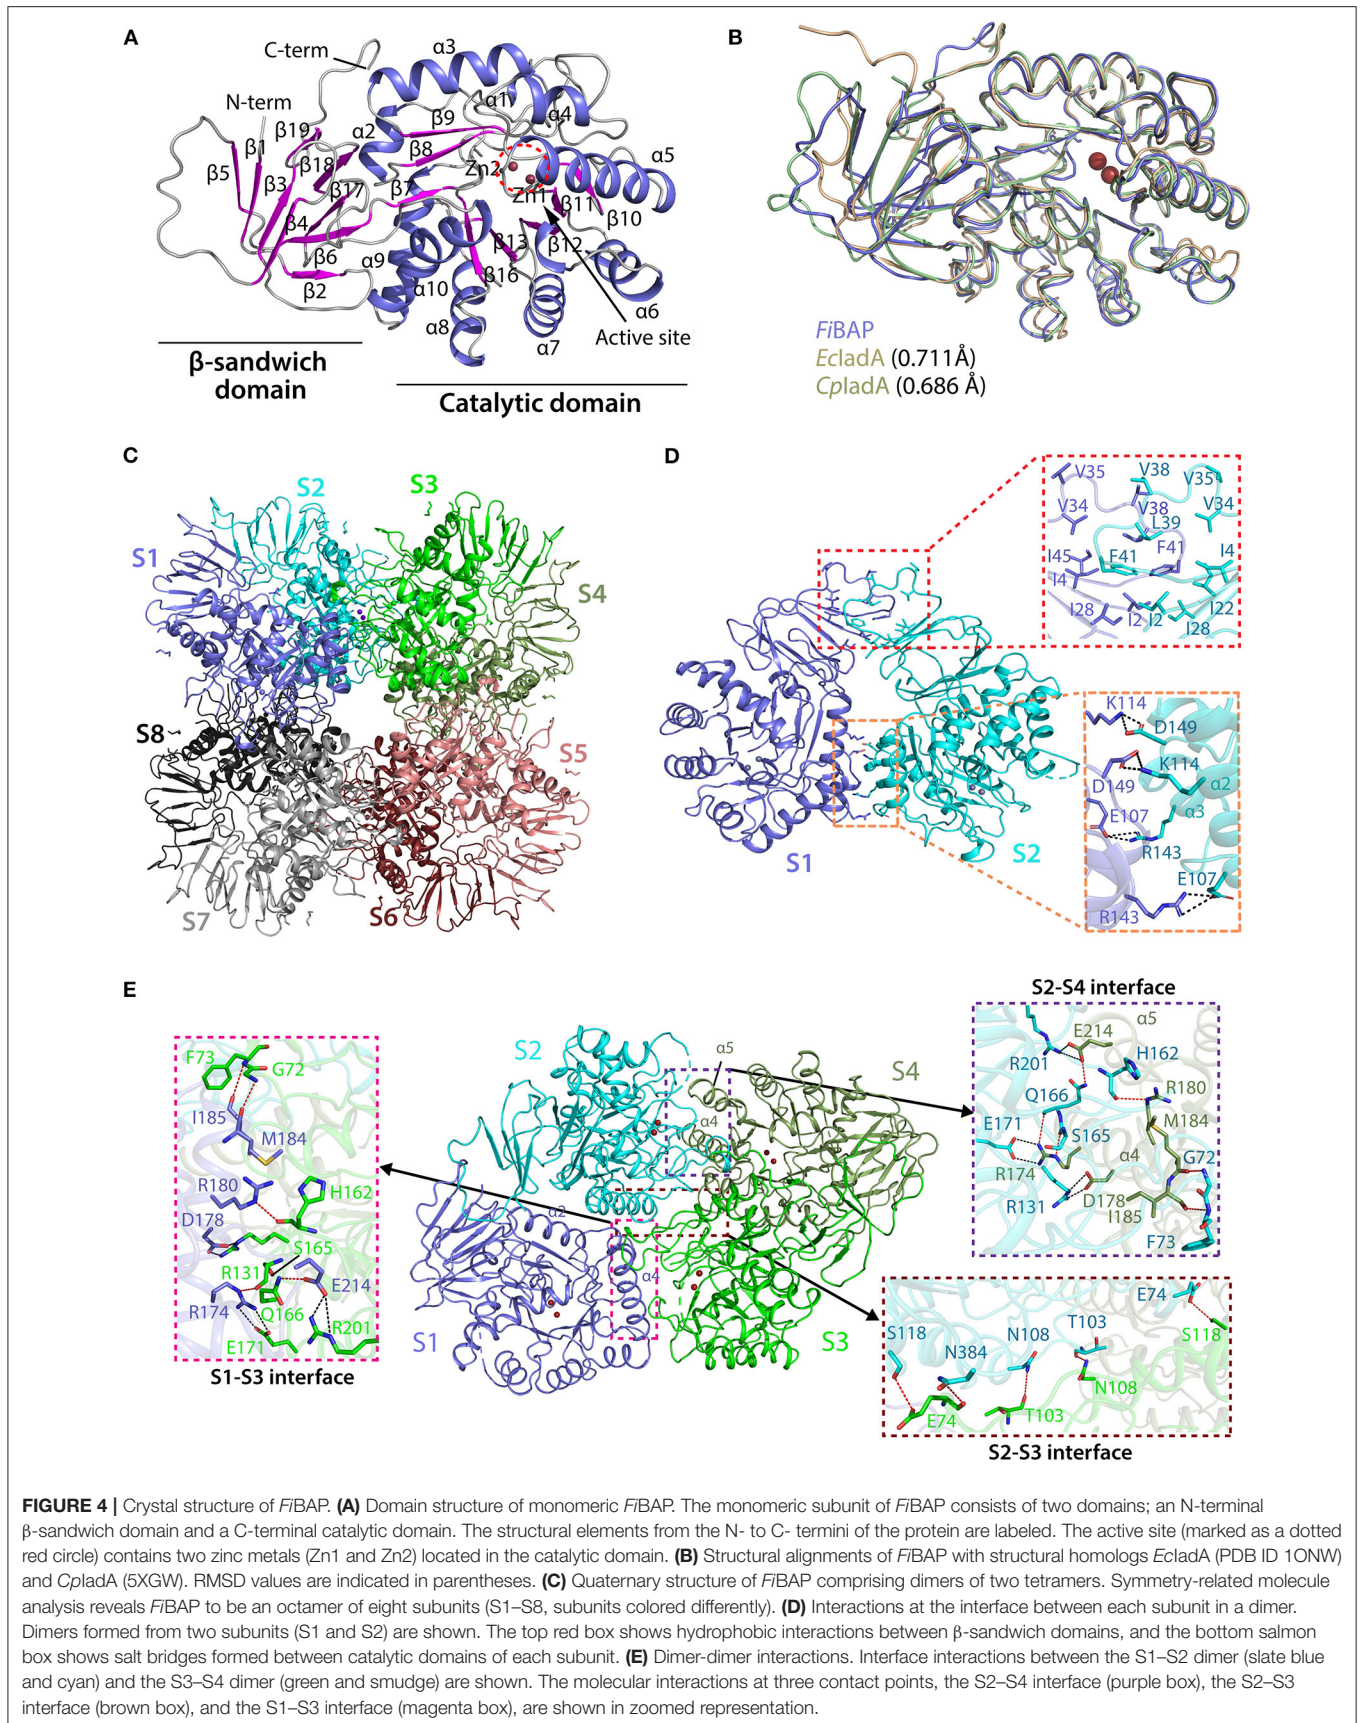 A
C-term
α3
N-term
α1
β9
α4
β19
α2
β1
β8
β5
β18
α5
Zn2
β3
β17
β7
Zn1
β11
β10
β4
β13
β12
β6
α9
β16
β2
α10
α6
α8
α7
Active site
β-sandwich
domain
Catalytic domain
B
FiBAP
EcIadA (0.711Å)
CpIadA (0.686 Å)
C
S2
S3
S1
S4
S8
S5
S7
S6
D
V35
V38
V35
V34
V38
V34
L39
I45
F41
F41
I4
I4
I28
I2
I2
I22
I28
K114
D149
K114
D149
α2
E107
α3
R143
E107
R143
S1
S2
E
S2-S4 interface
α5
E214
R201
H162
Q166
R180
E171
M184
S165
α4
G72
R174
D178
R131
I185
F73
F73
G72
I185
M184
R180
H162
D178
S165
R131
E214
R174
Q166
R201
E171
S1-S3 interface
S2
α5
S4
α4
α2
α4
S1
S3
E74
T103
S118
N108
S118
N384
N108
E74
T103
S2-S3 interface
FIGURE 4 | Crystal structure of FiBAP. (A) Domain structure of monomeric FiBAP. The monomeric subunit of FiBAP consists of two domains; an N-terminal
β-sandwich domain and a C-terminal catalytic domain. The structural elements from the N- to C- termini of the protein are labeled. The active site (marked as a dotted
red circle) contains two zinc metals (Zn1 and Zn2) located in the catalytic domain. (B) Structural alignments of FiBAP with structural homologs EcIadA (PDB ID 1ONW)
and CpIadA (5XGW). RMSD values are indicated in parentheses. (C) Quaternary structure of FiBAP comprising dimers of two tetramers. Symmetry-related molecule
analysis reveals FiBAP to be an octamer of eight subunits (S1–S8, subunits colored differently). (D) Interactions at the interface between each subunit in a dimer.
Dimers formed from two subunits (S1 and S2) are shown. The top red box shows hydrophobic interactions between β-sandwich domains, and the bottom salmon
box shows salt bridges formed between catalytic domains of each subunit. (E) Dimer-dimer interactions. Interface interactions between the S1–S2 dimer (slate blue
and cyan) and the S3–S4 dimer (green and smudge) are shown. The molecular interactions at three contact points, the S2–S4 interface (purple box), the S2–S3
interface (brown box), and the S1–S3 interface (magenta box), are shown in zoomed representation.